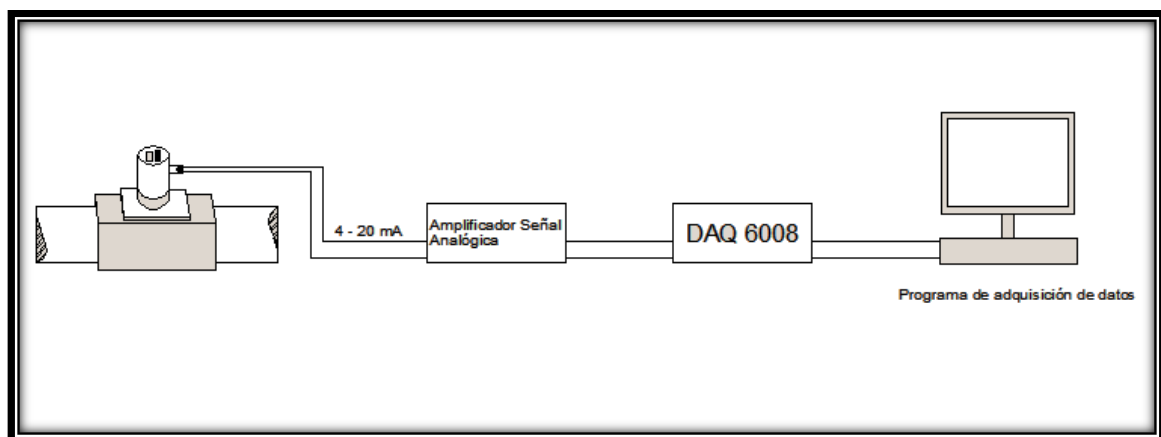 4 - 20 mA
Amplificador Señal
Analógica
DAQ 6008
Programa de adquisición de datos